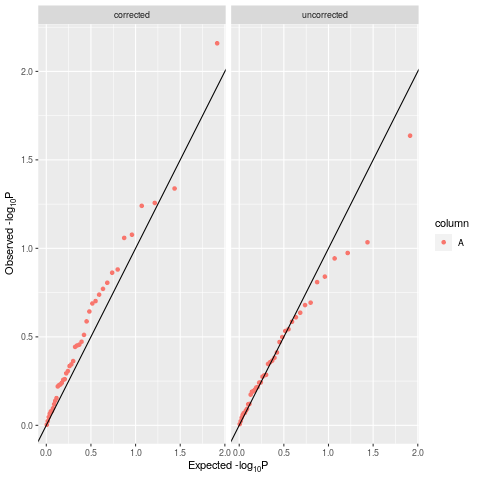 corrected
uncorrected
2.0
1.5
1.0
0.5
0.0
Observed -log10P
0.0 0.5 1.0 1.5 2.0
0.0 0.5 1.0 1.5 2.0
Expected -log10P
column
A